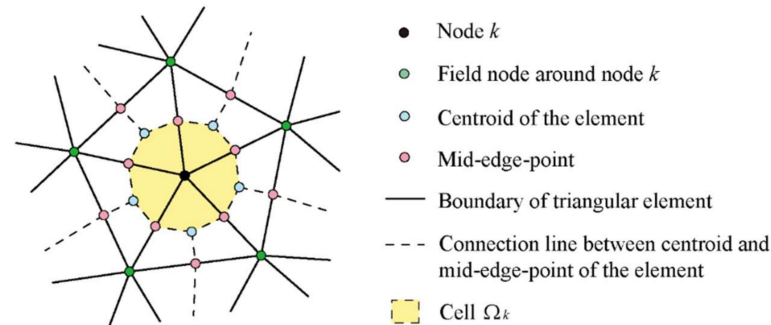 Node k
Field node around node k
Centroid of the element
Mid-edge-point
Boundary of triangular element
Connection line between centroid and
mid-edge-point of the element
Cell Ωk